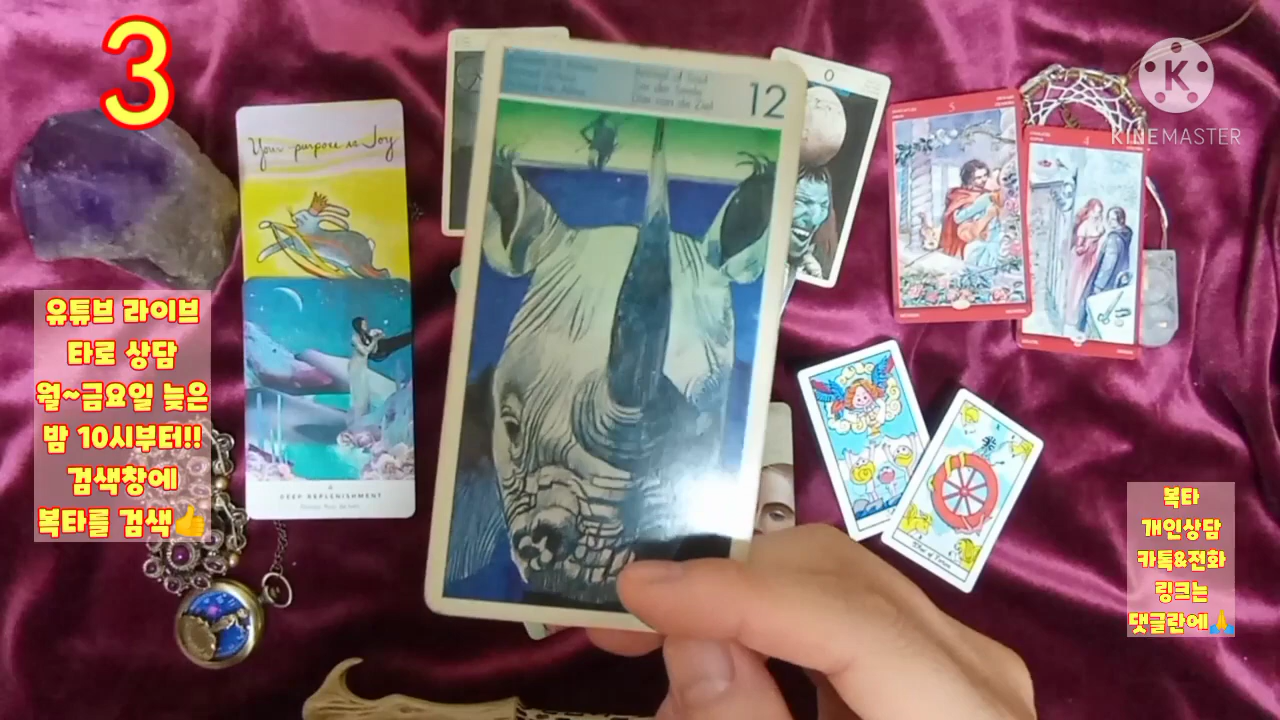 3
KINEMASTER
Your purpose is Joy
유튜브 라이브
타로 상담
월~금요일 늦은
밤 10시부터!!
검색창에
복타를 검색👍
DEEP REPLENISHMENT
12
0
5
4
복타
개인상담
카톡&전화
링크는
댓글란에🙏